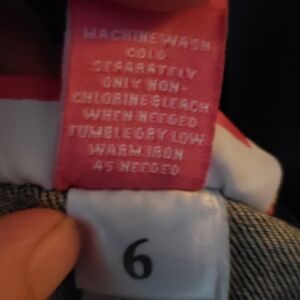 MACHINE WASH
COLD
SEPARATELY
ONLY NON-
CHLORINE BLEACH
WHEN NEEDED
TUMBLE DRY LOW
WARM IRON
AS NEEDED
6